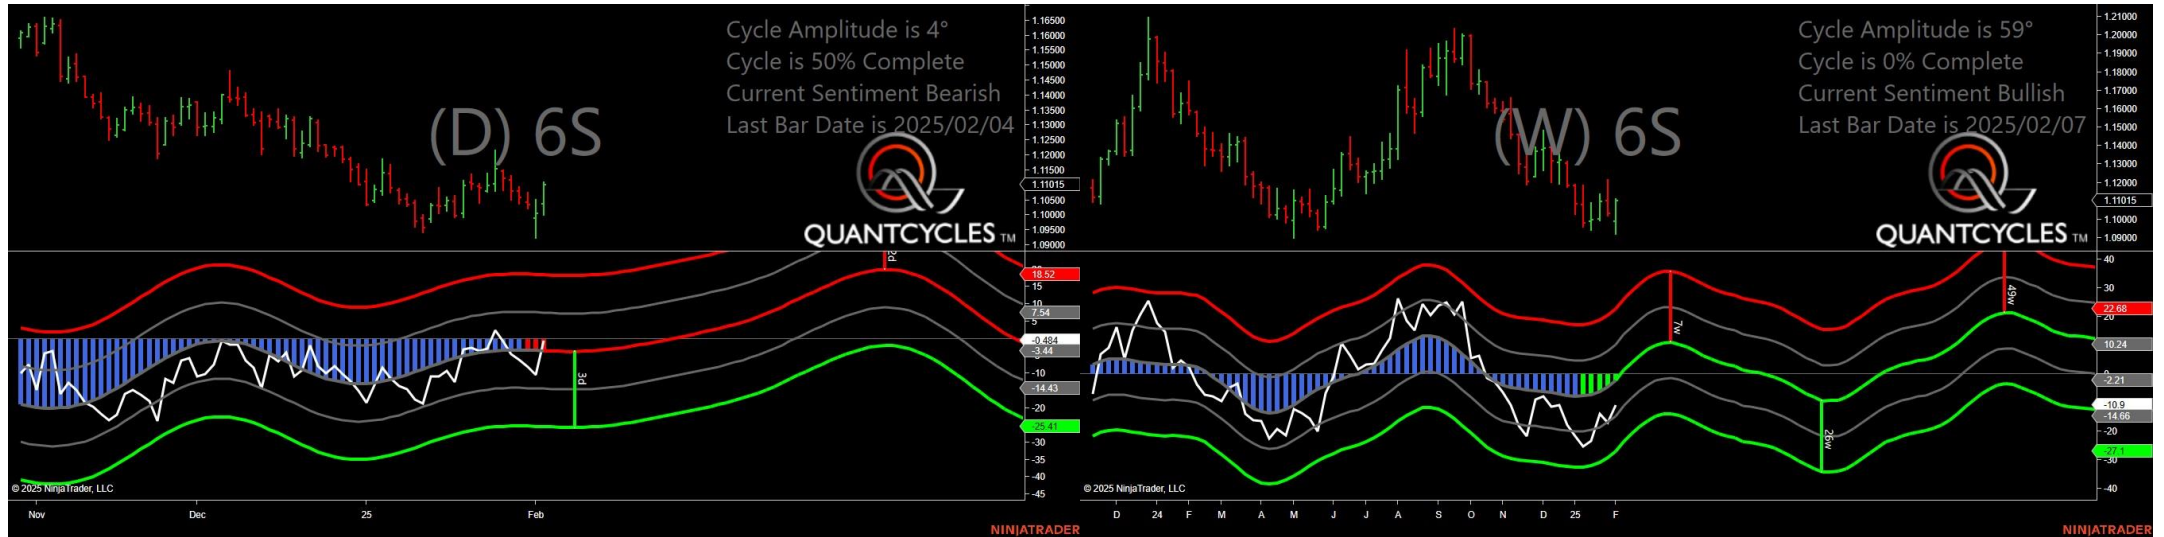 Cycle Amplitude is 4°
Cycle is 50% Complete
Current Sentiment Bearish
Last Bar Date is 2025/02/04
(D) 6S
QUANTCYCLES TM
1.16500
1.16000
1.15500
1.15000
1.14500
1.14000
1.13500
1.13000
1.12500
1.12000
1.11500
1.11015
1.10500
1.10000
1.09500
1.09000
2d
18.52
15
10
7.54
5
-0.484
-3.44
-10
-14.43
-20
-25.41
-30
-35
-40
-45
3d
© 2025 NinjaTrader, LLC
Nov
Dec
25
Feb
NINJATRADER
Cycle Amplitude is 59°
Cycle is 0% Complete
Current Sentiment Bullish
Last Bar Date is 2025/02/07
(W) 6S
QUANTCYCLES TM
1.21000
1.20000
1.19000
1.18000
1.17000
1.16000
1.15000
1.14000
1.13000
1.12000
1.11015
1.10000
1.09000
40
30
22.68
20
10.24
0
-2.21
-10.9
-14.66
-20
-27.1
-30
-40
7w
26w
49w
© 2025 NinjaTrader, LLC
D
24
F
M
A
M
J
J
A
S
O
N
D
25
F
NINJATRADER